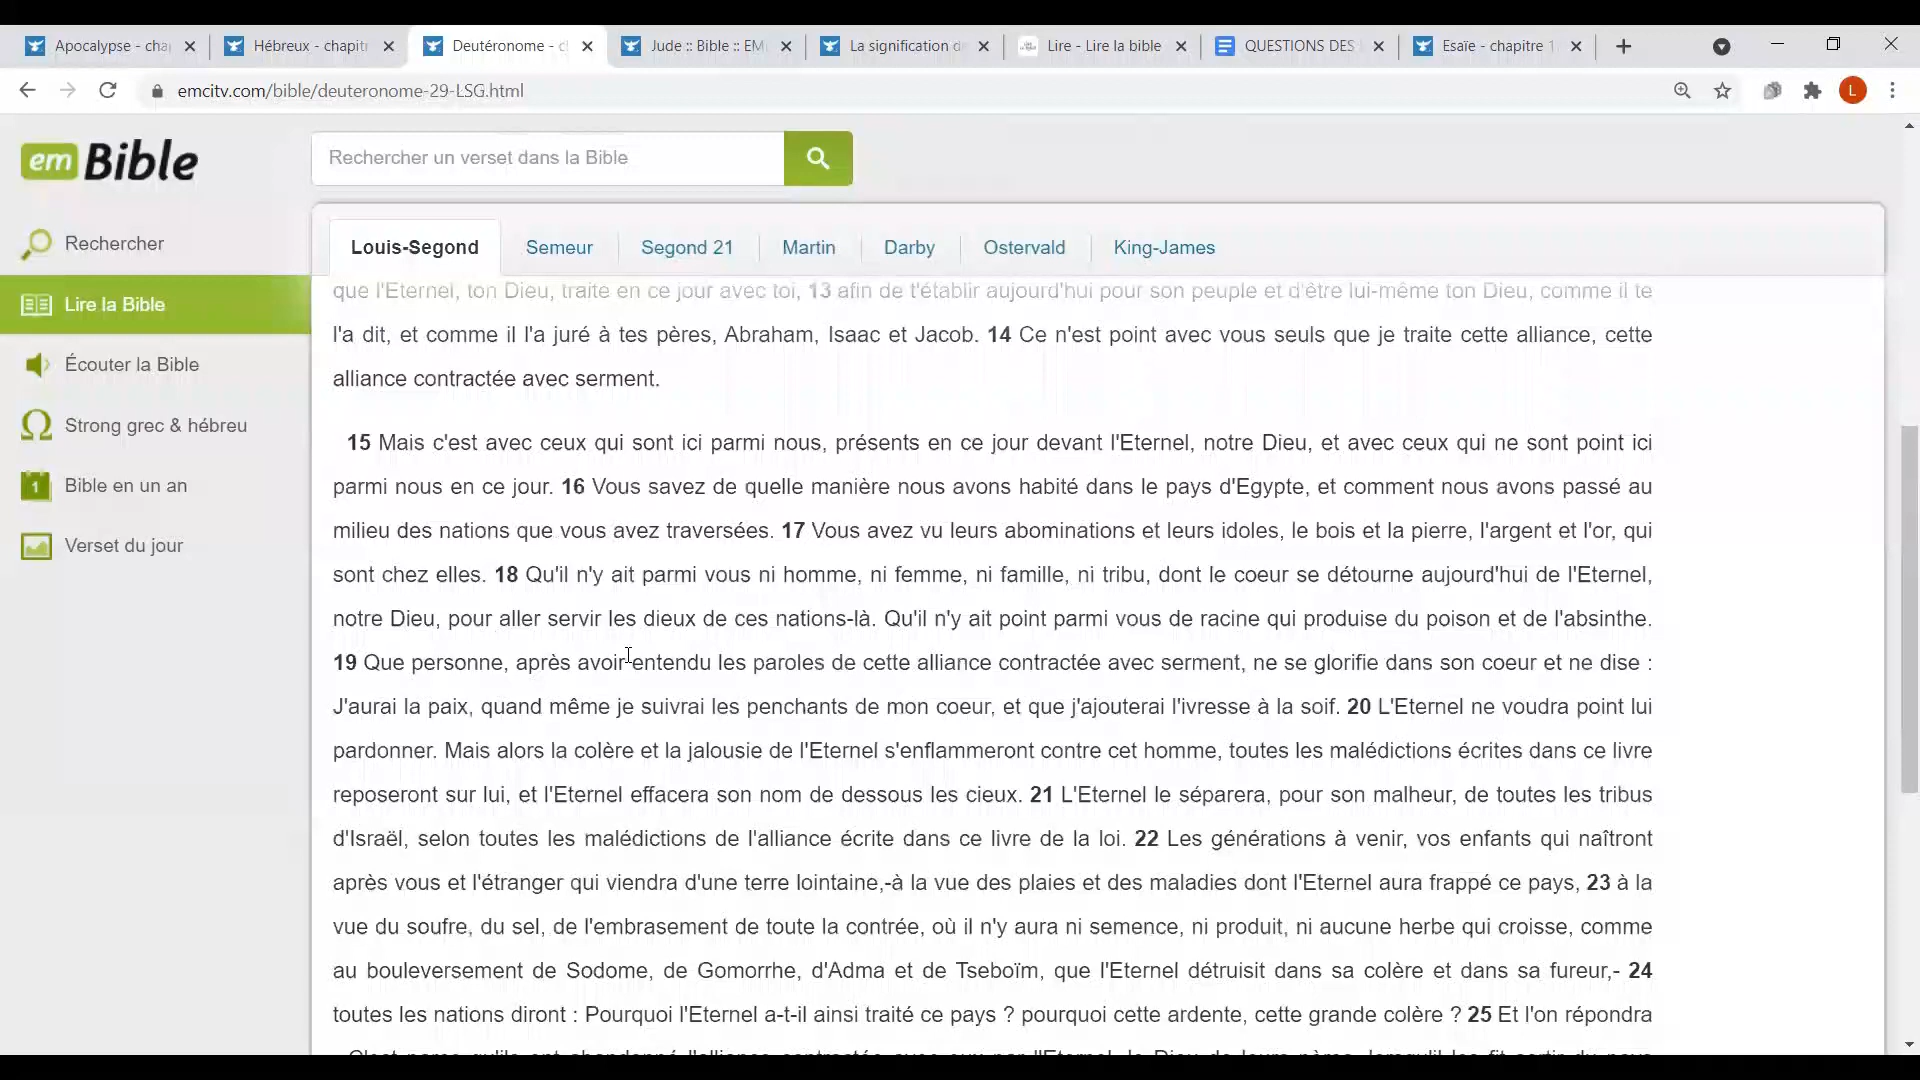 Apocalypse - cha
Hébreux - chapit
Deutéronome - c
Jude :: Bible :: EM
La signification d
Lire - Lire la bible
QUESTIONS DES
Esaïe - chapitre 1
emcitv.com/bible/deuteronome-29-LSG.html
L
em Bible
Rechercher un verset dans la Bible
Rechercher
Lire la Bible
Écouter la Bible
Strong grec & hébreu
1
Bible en un an
Verset du jour
Louis-Segond
Semeur
Segond 21
Martin
Darby
Ostervald
King-James
que l'Eternel, ton Dieu, traite en ce jour avec toi, 13 afin de t'établir aujourd'hui pour son peuple et d'être lui-même ton Dieu, comme il te
l'a dit, et comme il l'a juré à tes pères, Abraham, Isaac et Jacob. 14 Ce n'est point avec vous seuls que je traite cette alliance, cette
alliance contractée avec serment.
15 Mais c'est avec ceux qui sont ici parmi nous, présents en ce jour devant l'Eternel, notre Dieu, et avec ceux qui ne sont point ici
parmi nous en ce jour. 16 Vous savez de quelle manière nous avons habité dans le pays d'Egypte, et comment nous avons passé au
milieu des nations que vous avez traversées. 17 Vous avez vu leurs abominations et leurs idoles, le bois et la pierre, l'argent et l'or, qui
sont chez elles. 18 Qu'il n'y ait parmi vous ni homme, ni femme, ni famille, ni tribu, dont le coeur se détourne aujourd'hui de l'Eternel,
notre Dieu, pour aller servir les dieux de ces nations-là. Qu'il n'y ait point parmi vous de racine qui produise du poison et de l'absinthe.
19 Que personne, après avoir entendu les paroles de cette alliance contractée avec serment, ne se glorifie dans son coeur et ne dise :
J'aurai la paix, quand même je suivrai les penchants de mon coeur, et que j'ajouterai l'ivresse à la soif. 20 L'Eternel ne voudra point lui
pardonner. Mais alors la colère et la jalousie de l'Eternel s'enflammeront contre cet homme, toutes les malédictions écrites dans ce livre
reposeront sur lui, et l'Eternel effacera son nom de dessous les cieux. 21 L'Eternel le séparera, pour son malheur, de toutes les tribus
d'Israël, selon toutes les malédictions de l'alliance écrite dans ce livre de la loi. 22 Les générations à venir, vos enfants qui naîtront
après vous et l'étranger qui viendra d'une terre lointaine,-à la vue des plaies et des maladies dont l'Eternel aura frappé ce pays, 23 à la
vue du soufre, du sel, de l'embrasement de toute la contrée, où il n'y aura ni semence, ni produit, ni aucune herbe qui croisse, comme
au bouleversement de Sodome, de Gomorrhe, d'Adma et de Tseboïm, que l'Eternel détruisit dans sa colère et dans sa fureur,- 24
toutes les nations diront : Pourquoi l'Eternel a-t-il ainsi traité ce pays ? pourquoi cette ardente, cette grande colère ? 25 Et l'on répondra